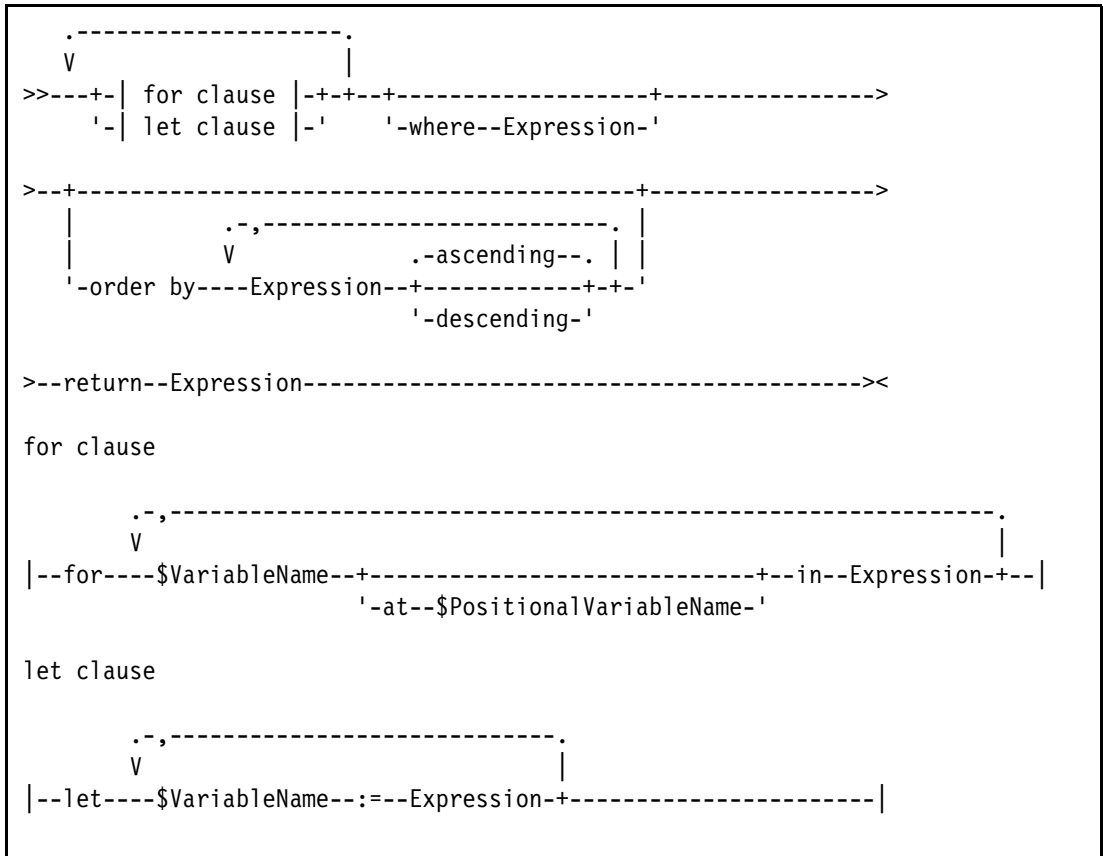 .--------------------.
   V                    |
>>---+-| for clause |-+-+--+-------------------+---------------->
     '-| let clause |-'    '-where--Expression-'
>--+------------------------------------------+----------------->
   |           .-,--------------------------. |
   |           V             .-ascending--. | |
   '-order by----Expression--+------------+-+-'
                             '-descending-'
>--return--Expression------------------------------------------><
for clause
        .-,---------------------------------------------------------------.
        V                                                                 |
|--for----$VariableName--+-----------------------------+--in--Expression-+--|
                         '-at--$PositionalVariableName-'
let clause
        .-,-----------------------------.
        V                               |
|--let----$VariableName--:=--Expression-+-----------------------|